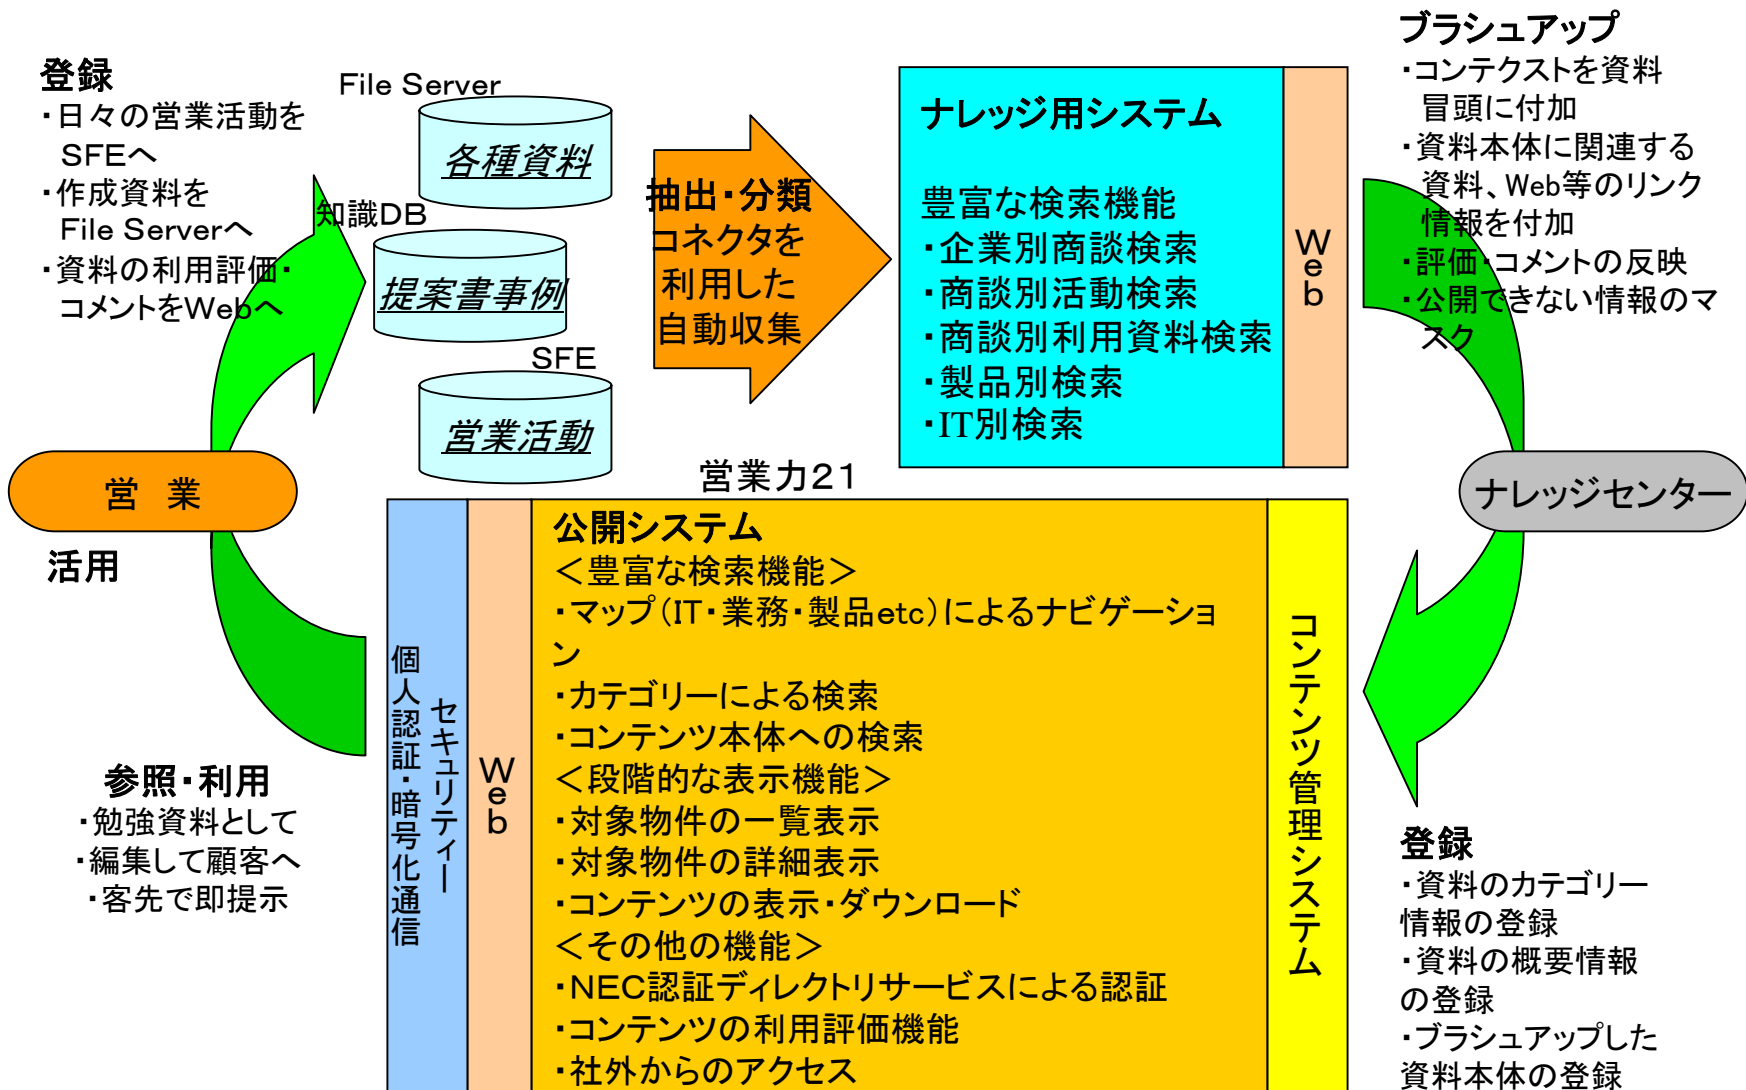 登録
・日々の営業活動を
SFEへ
・作成資料を
File Serverへ
・資料の利用評価・
コメントをWebへ
File Server
各種資料
知識DB
提案書事例
SFE
営業活動
抽出・分類
コネクタを
利用した
自動収集
ナレッジ用システム
豊富な検索機能
・企業別商談検索
・商談別活動検索
・商談別利用資料検索
・製品別検索
・IT別検索
Web
ブラシュアップ
・コンテクストを資料
冒頭に付加
・資料本体に関連する
資料、Web等のリンク
情報を付加
・評価・コメントの反映
・公開できない情報のマ
スク
営業力21
営 業
ナレッジセンター
活用
参照・利用
・勉強資料として
・編集して顧客へ
・客先で即提示
セキュリティー
個人認証・暗号化通信
Web
公開システム
＜豊富な検索機能＞
・マップ（IT・業務・製品etc）によるナビゲーショ
ン
・カテゴリーによる検索
・コンテンツ本体への検索
＜段階的な表示機能＞
・対象物件の一覧表示
・対象物件の詳細表示
・コンテンツの表示・ダウンロード
＜その他の機能＞
・NEC認証ディレクトリサービスによる認証
・コンテンツの利用評価機能
・社外からのアクセス
コンテンツ管理システム
登録
・資料のカテゴリー
情報の登録
・資料の概要情報
の登録
・ブラシュアップした
資料本体の登録